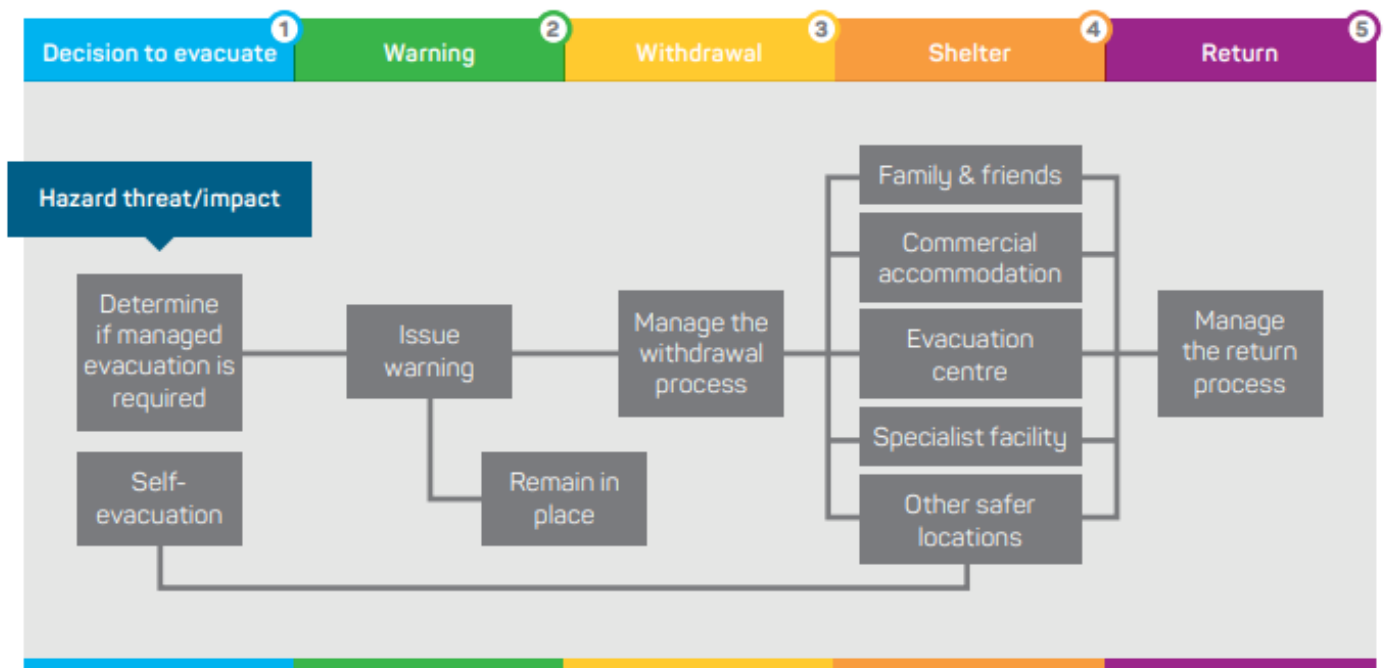 1
2
3
4
5
Decision to evacuate
Warning
Withdrawal
Shelter
Return
Hazard threat/impact
Determine
if managed
evacuation is
required
Self-
evacuation
Issue
warning
Remain in
place
Manage the
withdrawal
process
Family & friends
Commercial
accommodation
Evacuation
centre
Specialist facility
Other safer
locations
Manage
the return
process